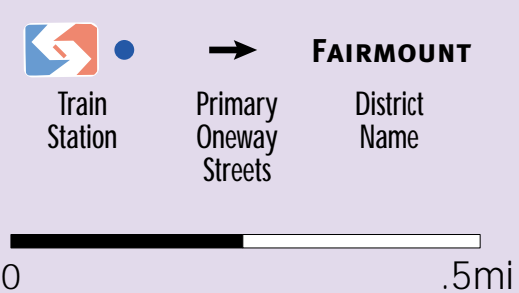 FAIRMOUNT
Train
Station
Primary
Oneway
Streets
District
Name
0
.5mi